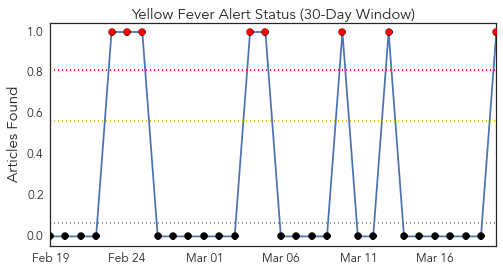 Yellow Fever Alert Status (30-Day Window)
1.0
0.8
0.6
0.4
0.2
0.0
Articles Found
Feb 19
Feb 24
Mar 01
Mar 06
Mar 11
Mar 16